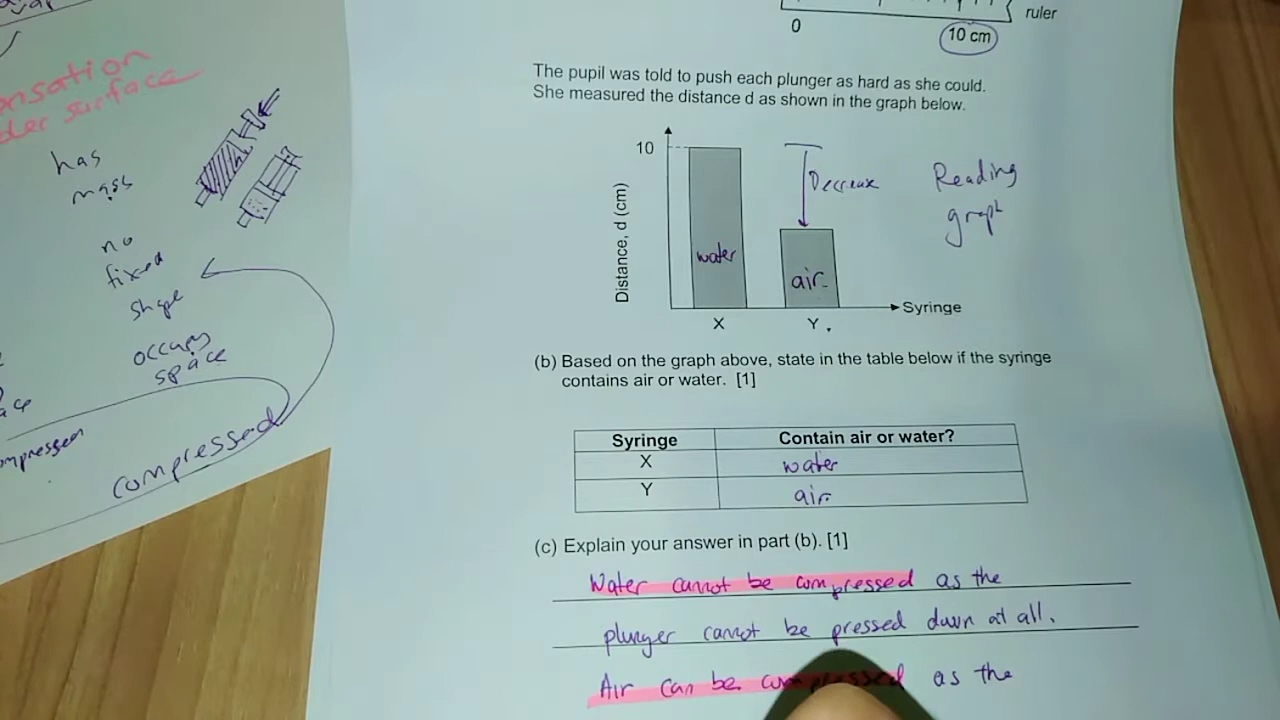 onsation
surface
has
mass
no
fixed
shape
occupy
space
compressed
0
10 cm
ruler
The pupil was told to push each plunger as hard as she could.
She measured the distance d as shown in the graph below.
10
Distance, d (cm)
water
air
Decrease
Reading
graph
Syringe
X
Y
(b) Based on the graph above, state in the table below if the syringe
contains air or water. [1]
Syringe Contain air or water?
X water
Y air
(c) Explain your answer in part (b). [1]
Water cannot be compressed as the
plunger cannot be pressed down at all.
Air can be compressed as the